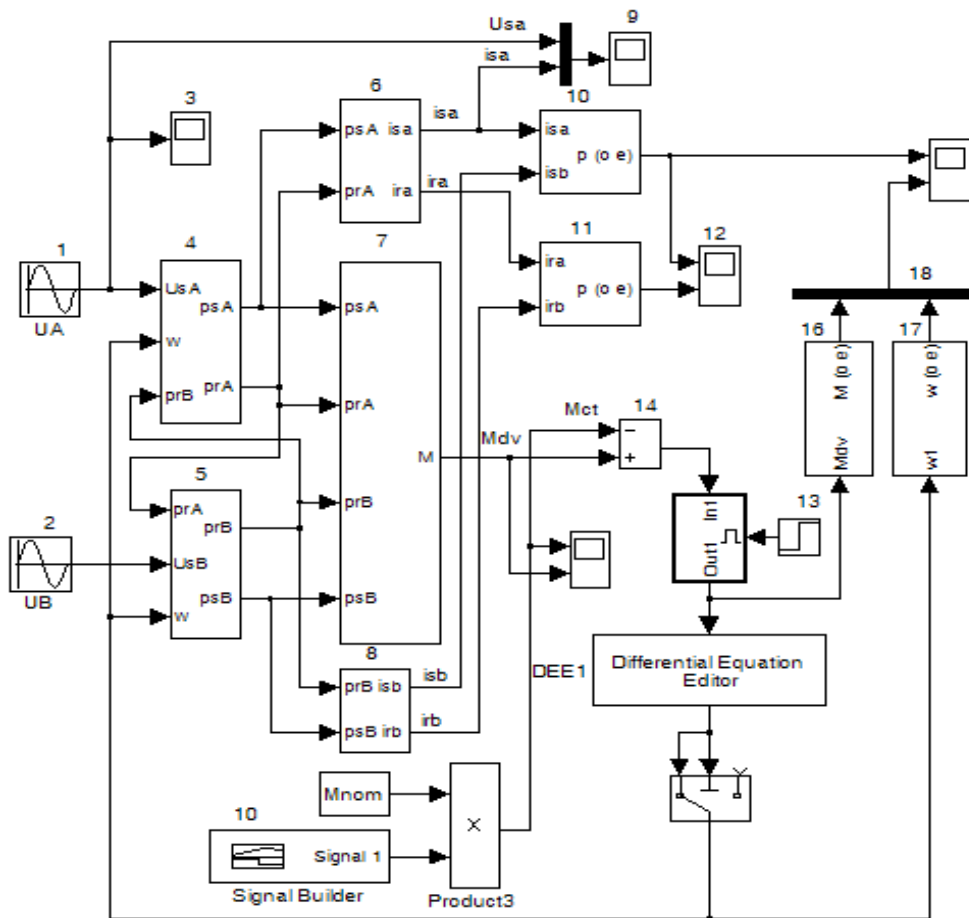 Usa
9
isa
3
6
isa
10
psA isa
isa
p (o e)
isb
prA ira
ira
11
12
1
4
7
ira
p (o e)
18
UsA
psA
psA
irb
16
17
UA
w
M (o e)
w (o e)
prB
prA
prA
Mct
14
Mdv
−
+
M
Mdv
w1
5
prA
prB
prB
In1
13
2
UsB
Out1
psB
psB
UB
w
8
DEE1
Differential Equation
Editor
prB isb
isb
psB irb
irb
Mnom
10
X
Signal 1
Signal Builder
Product3